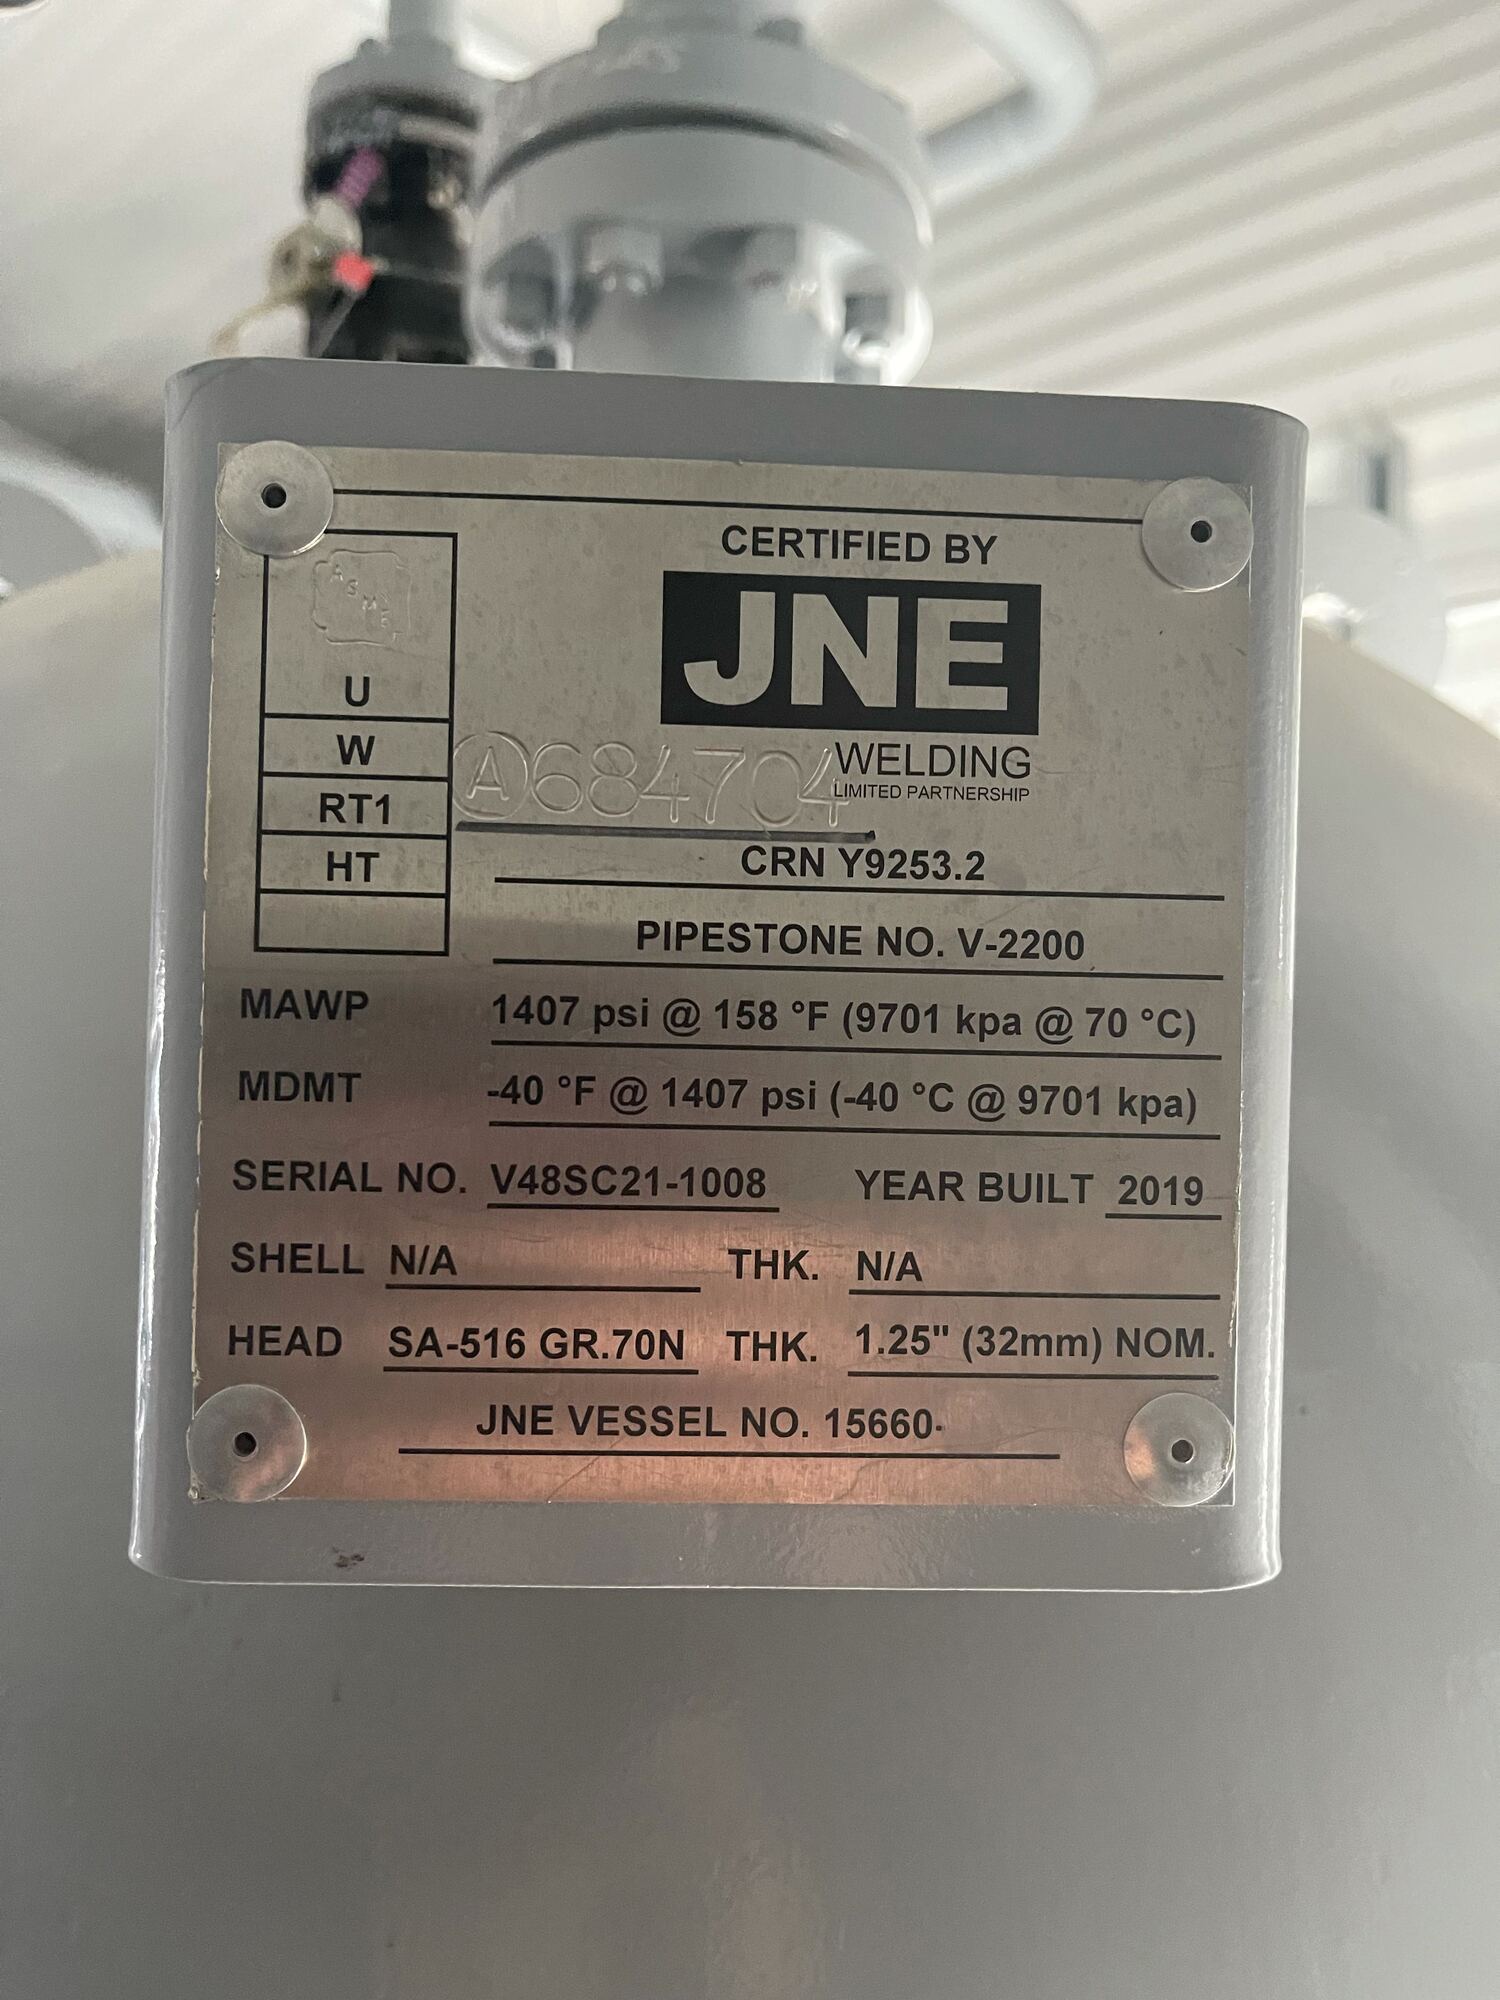 CERTIFIED BY
JNE
WELDING
LIMITED PARTNERSHIP
ASME
U
W
RT1
HT
A684704
CRN Y9253.2
PIPESTONE NO. V-2200
MAWP 1407 psi @ 158 °F (9701 kpa @ 70 °C)
MDMT -40 °F @ 1407 psi (-40 °C @ 9701 kpa)
SERIAL NO. V48SC21-1008 YEAR BUILT 2019
SHELL N/A THK. N/A
HEAD SA-516 GR.70N THK. 1.25" (32mm) NOM.
JNE VESSEL NO. 15660